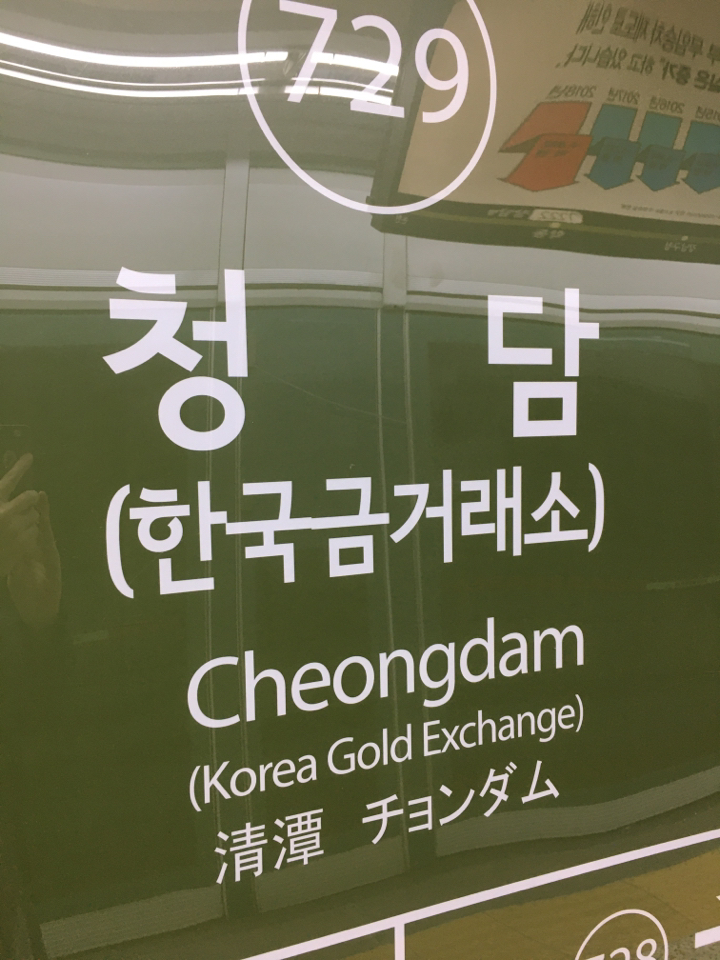 729
청담
(한국금거래소)
Cheongdam
(Korea Gold Exchange)
清潭 チョンダム
728